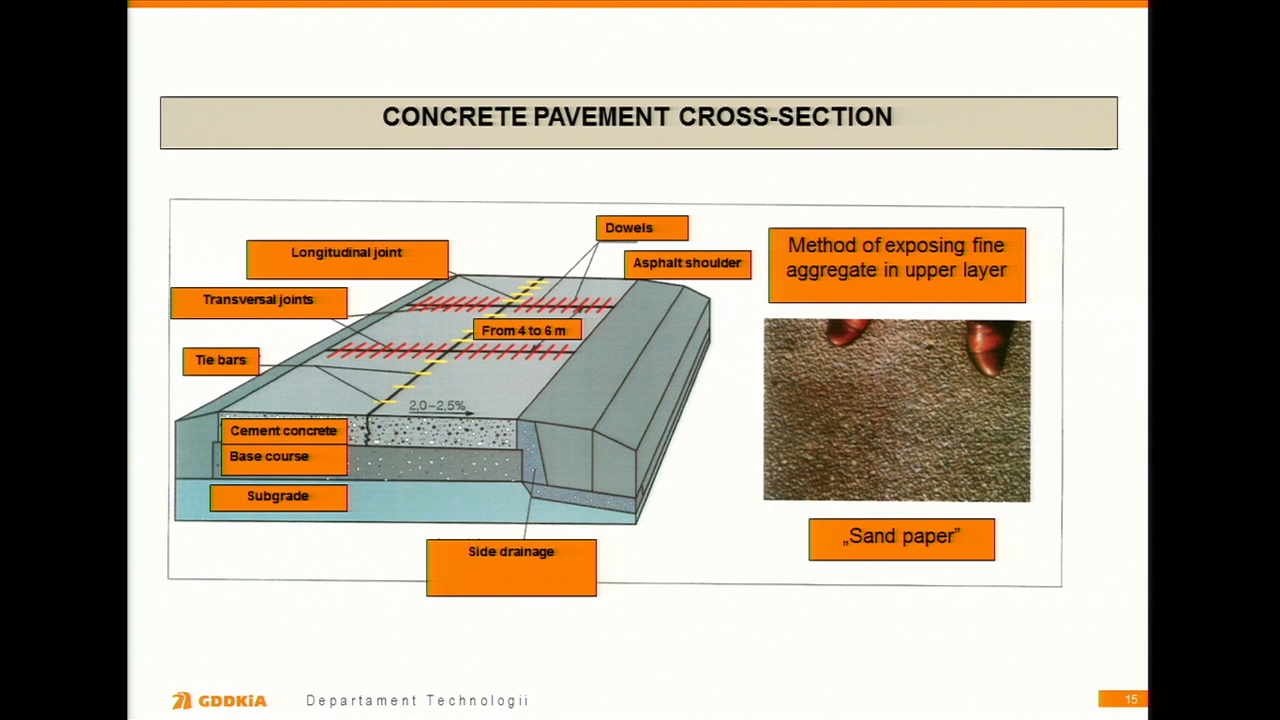 CONCRETE PAVEMENT CROSS-SECTION
Dowels
Longitudinal joint
Asphalt shoulder
Transversal joints
From 4 to 6 m
Tie bars
2,0–2,5%
Cement concrete
Base course
Subgrade
Side drainage
Method of exposing fine
aggregate in upper layer
„Sand paper”
GDDKiA
Departament Technologii
15